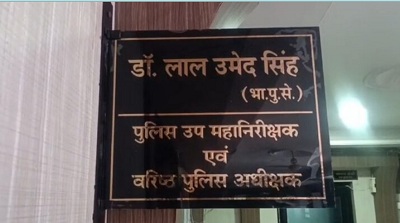 डॉ. लाल उमेद सिंह
(भा.पु.से.)
पुलिस उप महानिरीक्षक
एवं
वरिष्ठ पुलिस अधीक्षक